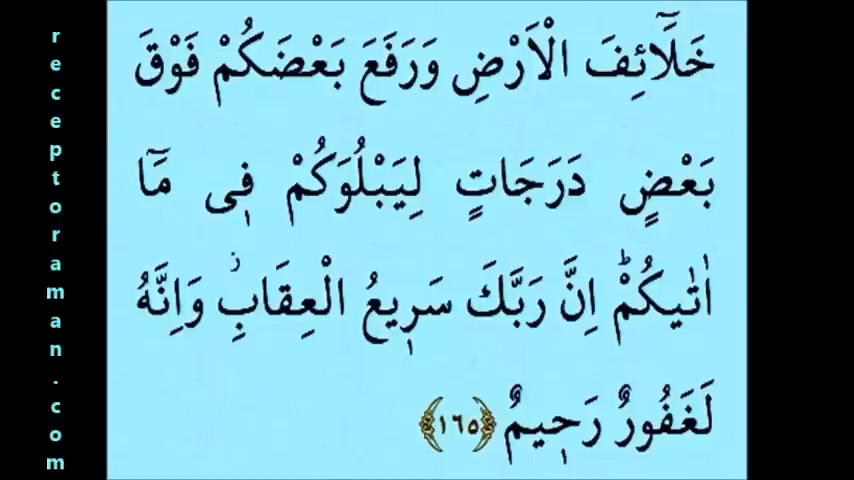 receptoraman.com
خَلَٓائِفَ الْاَرْضِ وَرَفَعَ بَعْضَكُمْ فَوْقَ
بَعْضٍ دَرَجَاتٍ لِيَبْلُوَكُمْ ف۪ى مَٓا
اٰتٰيكُمْۜ اِنَّ رَبَّكَ سَر۪يعُ الْعِقَابِۘ وَاِنَّهُ
لَغَفُورٌ رَح۪يمٌ ﴿١٦٥﴾